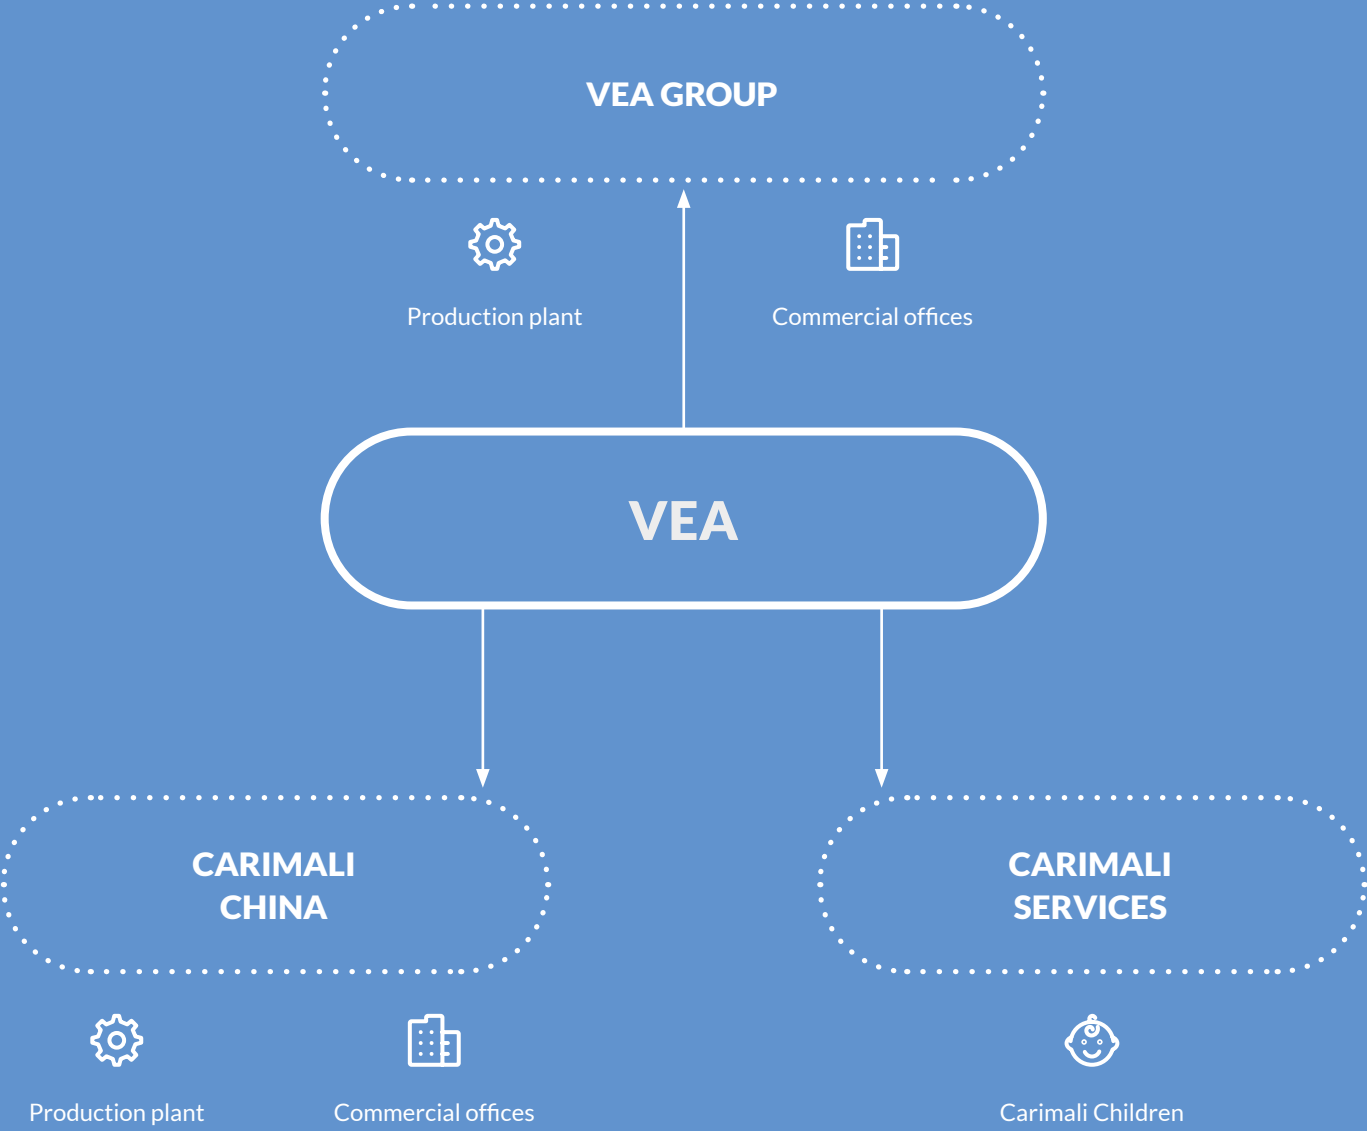 VEA GROUP
Production plant
Commercial offices
VEA
CARIMALI
CHINA
CARIMALI
SERVICES
Production plant
Commercial offices
Carimali Children